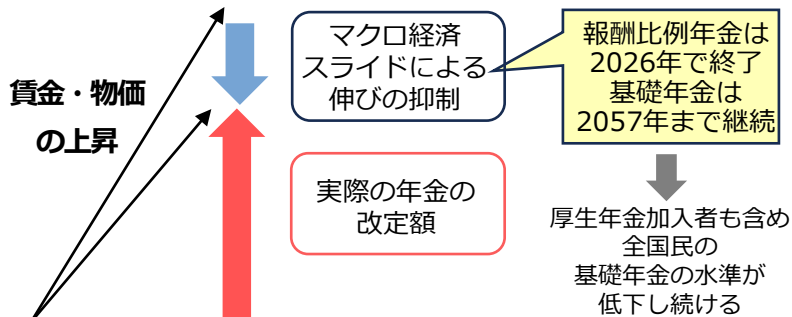 賃金・物価
の上昇
マクロ経済
スライドによる
伸びの抑制
報酬比例年金は
2026年で終了
基礎年金は
2057年まで継続
実際の年金の
改定額
厚生年金加入者も含め
全国民の
基礎年金の水準が
低下し続ける